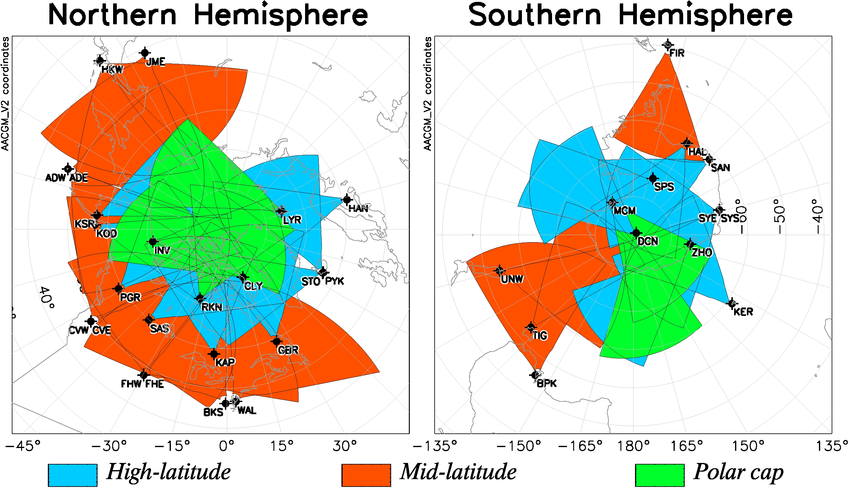 Northern Hemisphere
Southern Hemisphere
AACGM_V2 coordinates
HKW
JME
ADW ADE
KSR
KOD
INV
PGR
CVW CVE
SAS
RKN
CLY
LYR
HAN
STO PYK
KAP
GBR
FHW FHE
BKS
WAL
40°
-45° -30° -15° 0° 15° 30°
AACGM_V2 coordinates
FIR
HAL
SAN
SPS
MCM
SYE SYS
DCN
ZHO
UNW
TIG
BPK
KER
-60° -50° -40°
-135° -150° -165° 180° 165° 150° 135°
High-latitude
Mid-latitude
Polar cap